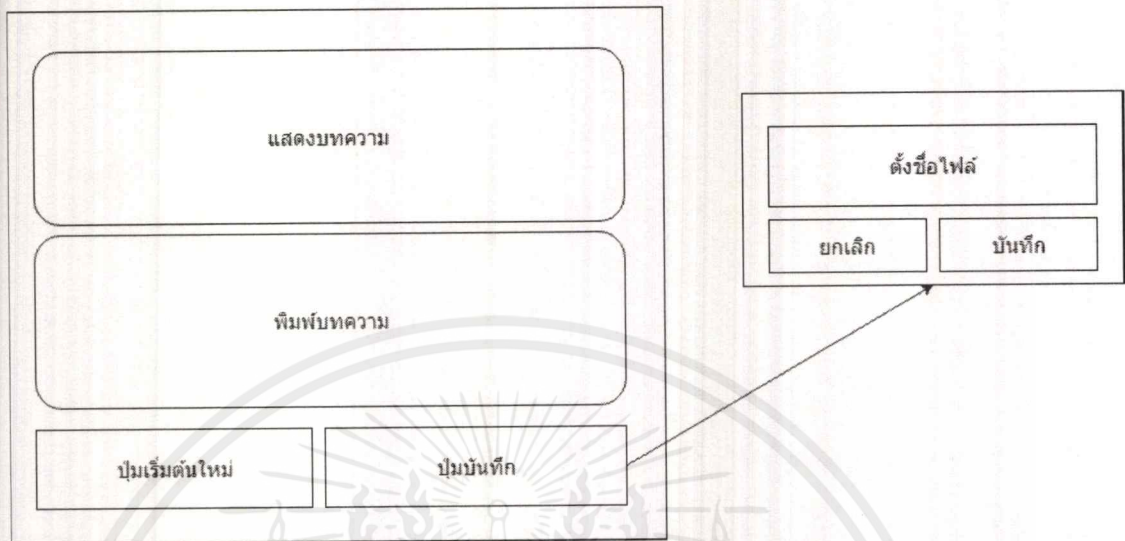 แสดงบทความ
พิมพ์บทความ
ปุ่มเริ่มต้นใหม่
ปุ่มบันทึก
ตั้งชื่อไฟล์
ยกเลิก
บันทึก